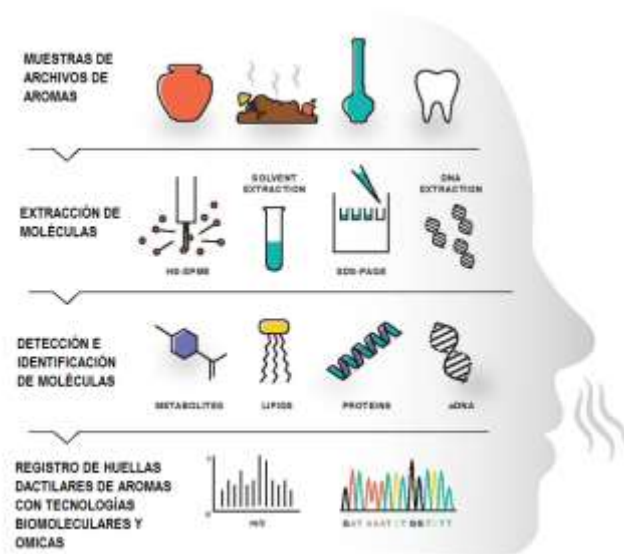 MUESTRAS DE
ARCHIVOS DE
AROMAS
SOLVENT
EXTRACTION
DNA
EXTRACTION
EXTRACCIÓN DE
MOLÉCULAS
HS-SPME
SDS-PAGE
DETECCIÓN E
IDENTIFICACIÓN
DE MOLÉCULAS
METABOLITES
LIPIDS
PROTEINS
aDNA
REGISTRO DE HUELLAS
DACTILARES DE AROMAS
CON TECNOLOGÍAS
BIOMOLECULARES Y
OMICAS
M/Z